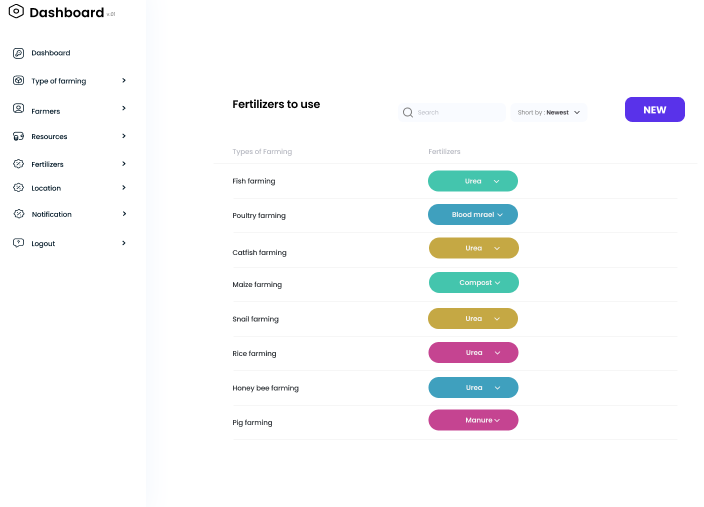 Dashboard v.01
Dashboard
Type of farming
Farmers
Resources
Fertilizers
Location
Notification
Logout
Fertilizers to use
Search
Short by : Newest
NEW
Types of Farming Fertilizers
Fish farming Urea
Poultry farming Blood mrael
Catfish farming Urea
Maize farming Compost
Snail farming Urea
Rice farming Urea
Honey bee farming Urea
Pig farming Manure